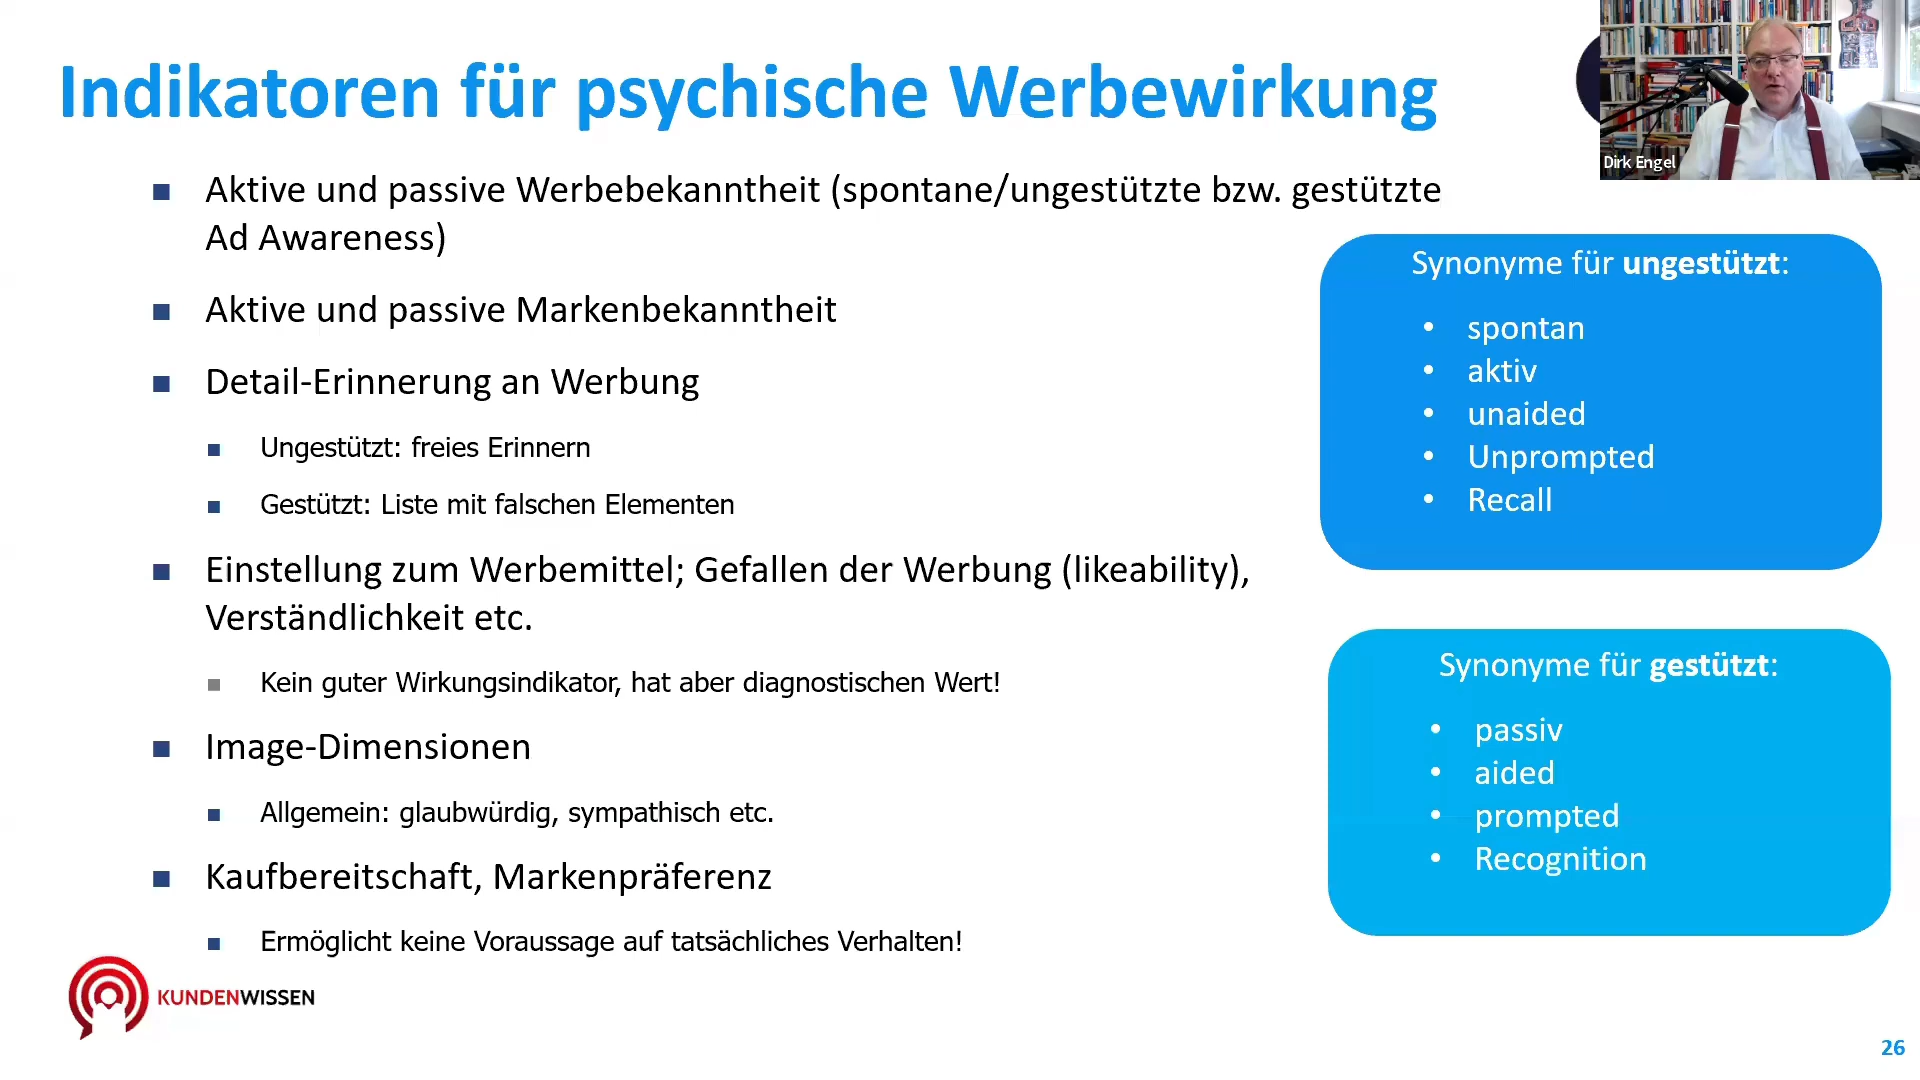 Indikatoren für psychische Werbewirkung
Dirk Engel
Aktive und passive Werbebekanntheit (spontane/ungestützte bzw. gestützte
Ad Awareness)
Aktive und passive Markenbekanntheit
Detail-Erinnerung an Werbung
Ungestützt: freies Erinnern
Gestützt: Liste mit falschen Elementen
Einstellung zum Werbemittel; Gefallen der Werbung (likeability),
Verständlichkeit etc.
Kein guter Wirkungsindikator, hat aber diagnostischen Wert!
Image-Dimensionen
Allgemein: glaubwürdig, sympathisch etc.
Kaufbereitschaft, Markenpräferenz
Ermöglicht keine Voraussage auf tatsächliches Verhalten!
Synonyme für ungestützt:
spontan
aktiv
unaided
Unprompted
Recall
Synonyme für gestützt:
passiv
aided
prompted
Recognition
KUNDENWISSEN
26